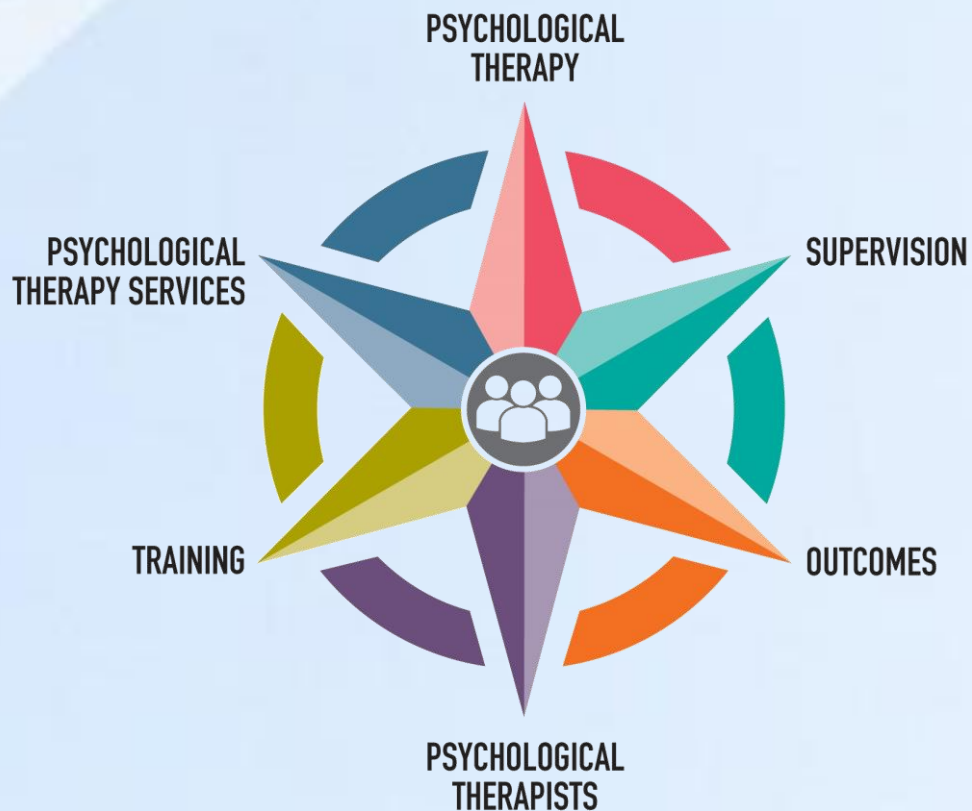 PSYCHOLOGICAL
THERAPY
PSYCHOLOGICAL
THERAPY SERVICES
SUPERVISION
TRAINING
OUTCOMES
PSYCHOLOGICAL
THERAPISTS